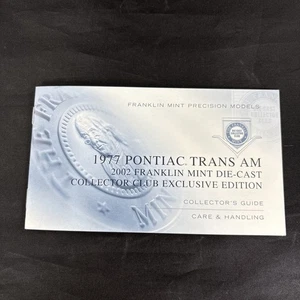 FRANKLIN MINT PRECISION MODELS
1977 PONTIAC TRANS AM
2002 FRANKLIN MINT DIE-CAST
COLLECTOR CLUB EXCLUSIVE EDITION
COLLECTOR'S GUIDE
CARE & HANDLING